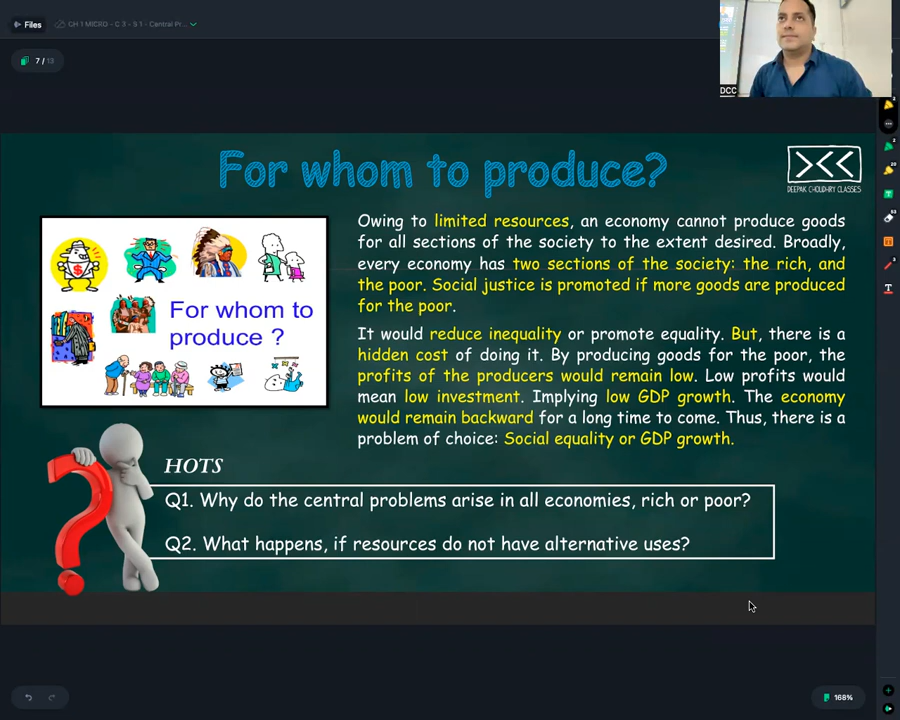 Files
CH 1 MICRO - C 3 - S 1 - Central Pr...
7 / 13
DCC
For whom to produce?
DEEPAK CHOUDHRY CLASSES
For whom to
produce ?
Owing to limited resources, an economy cannot produce goods
for all sections of the society to the extent desired. Broadly,
every economy has two sections of the society: the rich, and
the poor. Social justice is promoted if more goods are produced
for the poor.
It would reduce inequality or promote equality. But, there is a
hidden cost of doing it. By producing goods for the poor, the
profits of the producers would remain low. Low profits would
mean low investment. Implying low GDP growth. The economy
would remain backward for a long time to come. Thus, there is a
problem of choice: Social equality or GDP growth.
HOTS
Q1. Why do the central problems arise in all economies, rich or poor?
Q2. What happens, if resources do not have alternative uses?
168%